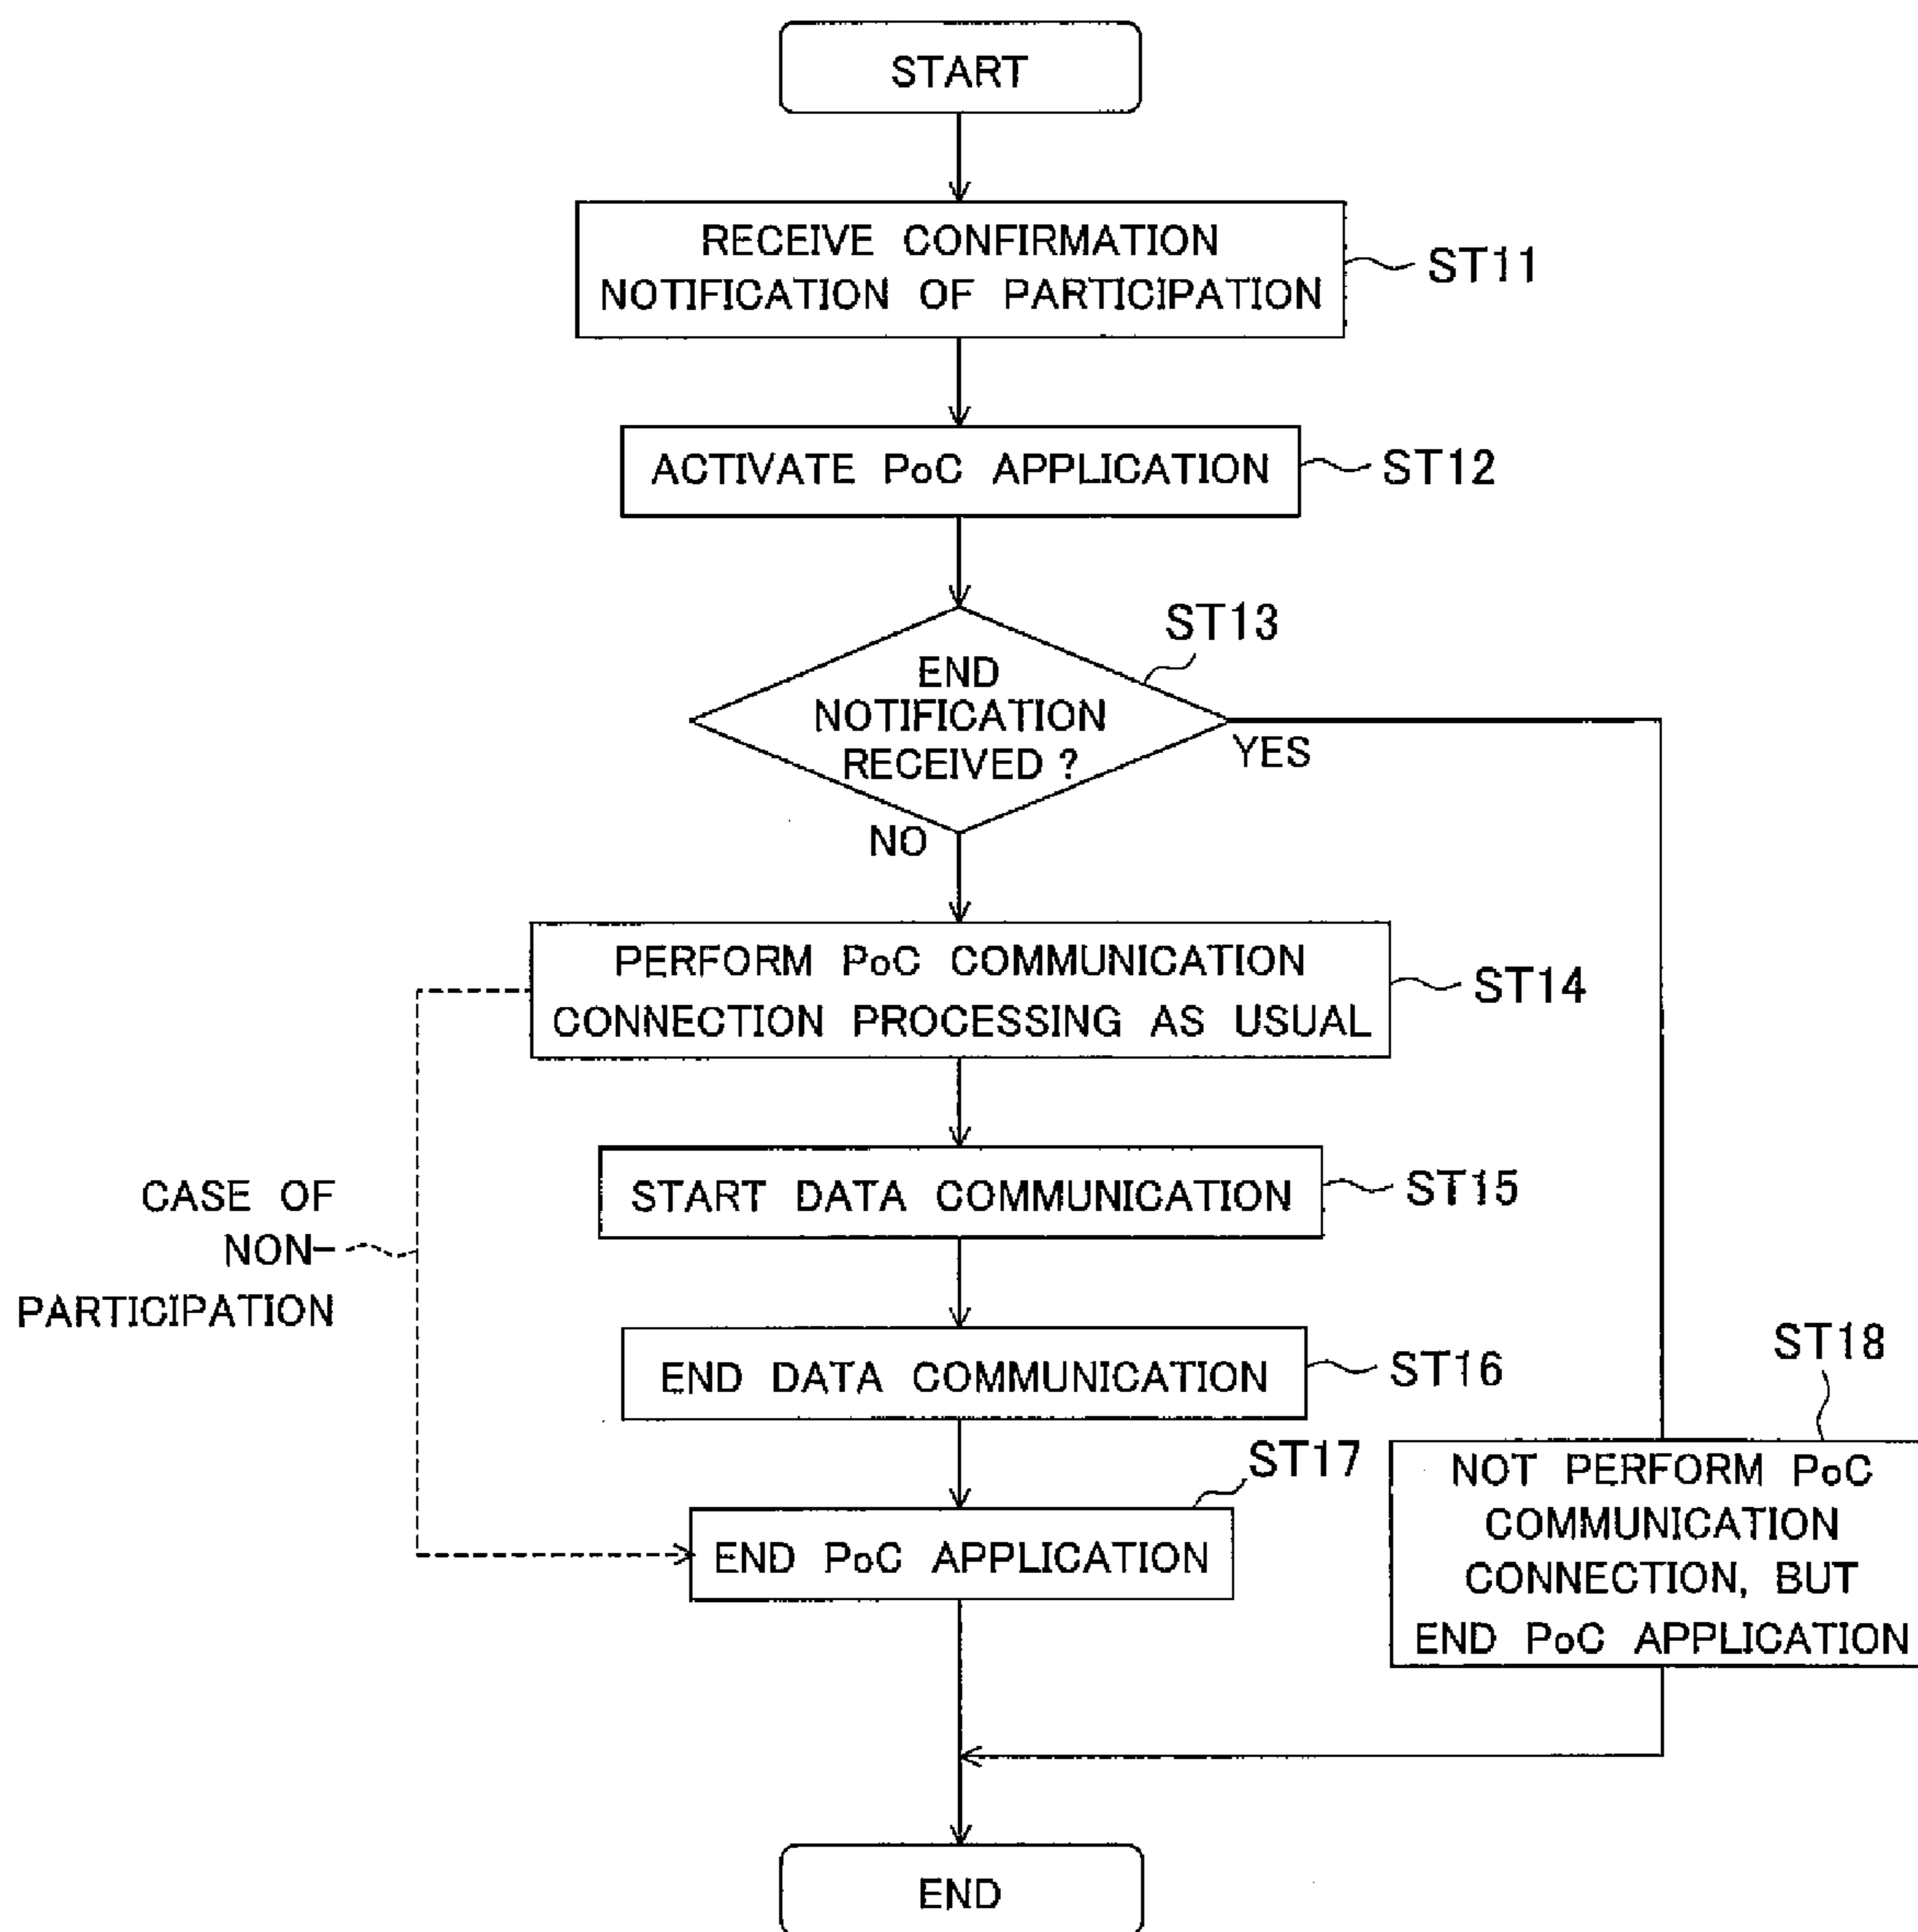 START
RECEIVE CONFIRMATION
NOTIFICATION OF PARTICIPATION
ST11
ACTIVATE PoC APPLICATION
ST12
ST13
END
NOTIFICATION
RECEIVED ?
YES
NO
PERFORM PoC COMMUNICATION
CONNECTION PROCESSING AS USUAL
ST14
START DATA COMMUNICATION
ST15
CASE OF
NON-
PARTICIPATION
END DATA COMMUNICATION
ST16
ST17
END PoC APPLICATION
ST18
NOT PERFORM PoC
COMMUNICATION
CONNECTION, BUT
END PoC APPLICATION
END